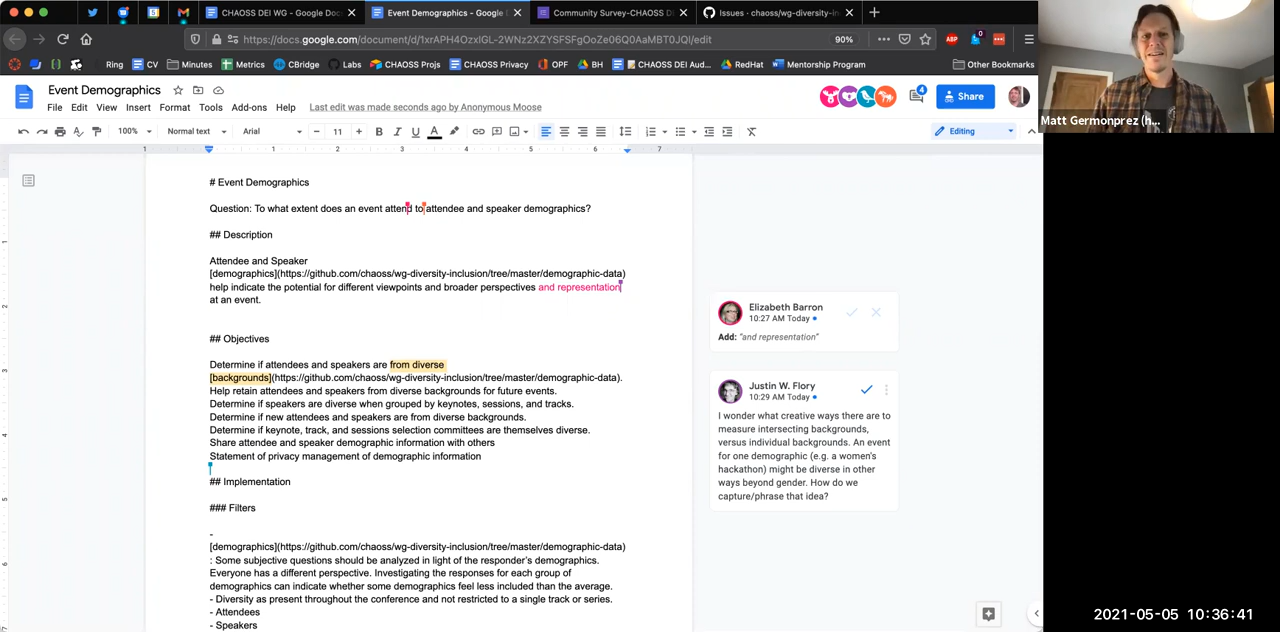 CHAOSS DEI WG - Google Doc
Event Demographics - Google
Community Survey-CHAOSS D
Issues · chaoss/wg-diversity-in
https://docs.google.com/document/d/1xrAPH4OzxIGL-2WNz2XZYSFSFgOoZe06Q0AaMBT0JQI/edit
90%
ABP
0
Ring
CV
Minutes
Metrics
CBridge
Labs
CHAOSS Projs
CHAOSS Privacy
OPF
BH
CHAOSS DEI Aud...
RedHat
Mentorship Program
Other Bookmarks
Event Demographics
File Edit View Insert Format Tools Add-ons Help
Last edit was made seconds ago by Anonymous Moose
4
Share
100%
Normal text
Arial
11
B I U A
Editing
1 1 2 3 4 5 6 7
# Event Demographics
Question: To what extent does an event attend to attendee and speaker demographics?
## Description
Attendee and Speaker
[demographics](https://github.com/chaoss/wg-diversity-inclusion/tree/master/demographic-data)
help indicate the potential for different viewpoints and broader perspectives and representation
at an event.
## Objectives
Determine if attendees and speakers are from diverse
[backgrounds](https://github.com/chaoss/wg-diversity-inclusion/tree/master/demographic-data).
Help retain attendees and speakers from diverse backgrounds for future events.
Determine if speakers are diverse when grouped by keynotes, sessions, and tracks.
Determine if new attendees and speakers are from diverse backgrounds.
Determine if keynote, track, and sessions selection committees are themselves diverse.
Share attendee and speaker demographic information with others
Statement of privacy management of demographic information
## Implementation
### Filters
-
[demographics](https://github.com/chaoss/wg-diversity-inclusion/tree/master/demographic-data)
: Some subjective questions should be analyzed in light of the responder's demographics.
Everyone has a different perspective. Investigating the responses for each group of
demographics can indicate whether some demographics feel less included than the average.
- Diversity as present throughout the conference and not restricted to a single track or series.
- Attendees
- Speakers
Elizabeth Barron
10:27 AM Today
Add: "and representation"
Justin W. Flory
10:29 AM Today
I wonder what creative ways there are to
measure intersecting backgrounds,
versus individual backgrounds. An event
for one demographic (e.g. a women's
hackathon) might be diverse in other
ways beyond gender. How do we
capture/phrase that idea?
Matt Germonprez (h...
2021-05-05 10:36:41